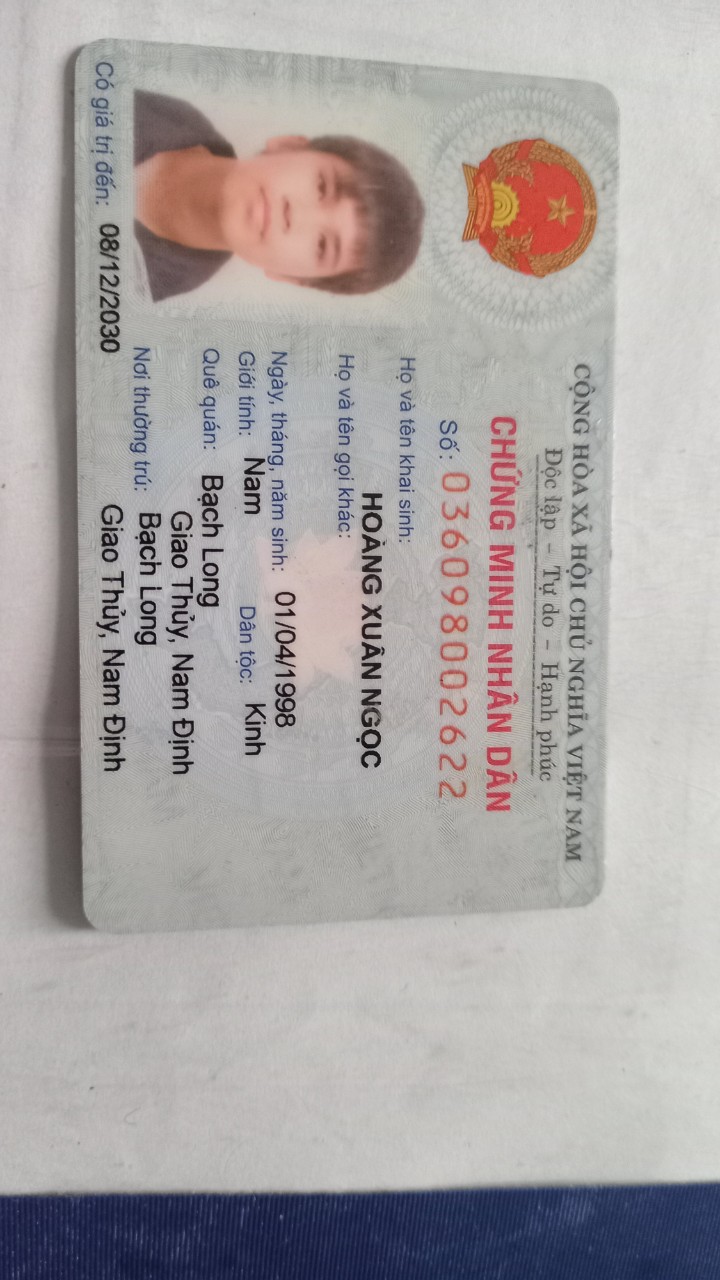 CỘNG HÒA XÃ HỘI CHỦ NGHĨA VIỆT NAM
Độc lập – Tự do – Hạnh phúc
CHỨNG MINH NHÂN DÂN
Số: 036098002622
Họ và tên khai sinh:
HOÀNG XUÂN NGỌC
Họ và tên gọi khác:
Ngày, tháng, năm sinh: 01/04/1998
Giới tính: Nam Dân tộc: Kinh
Quê quán: Bạch Long
Giao Thủy, Nam Định
Nơi thường trú: Bạch Long
Giao Thủy, Nam Định
Có giá trị đến: 08/12/2030